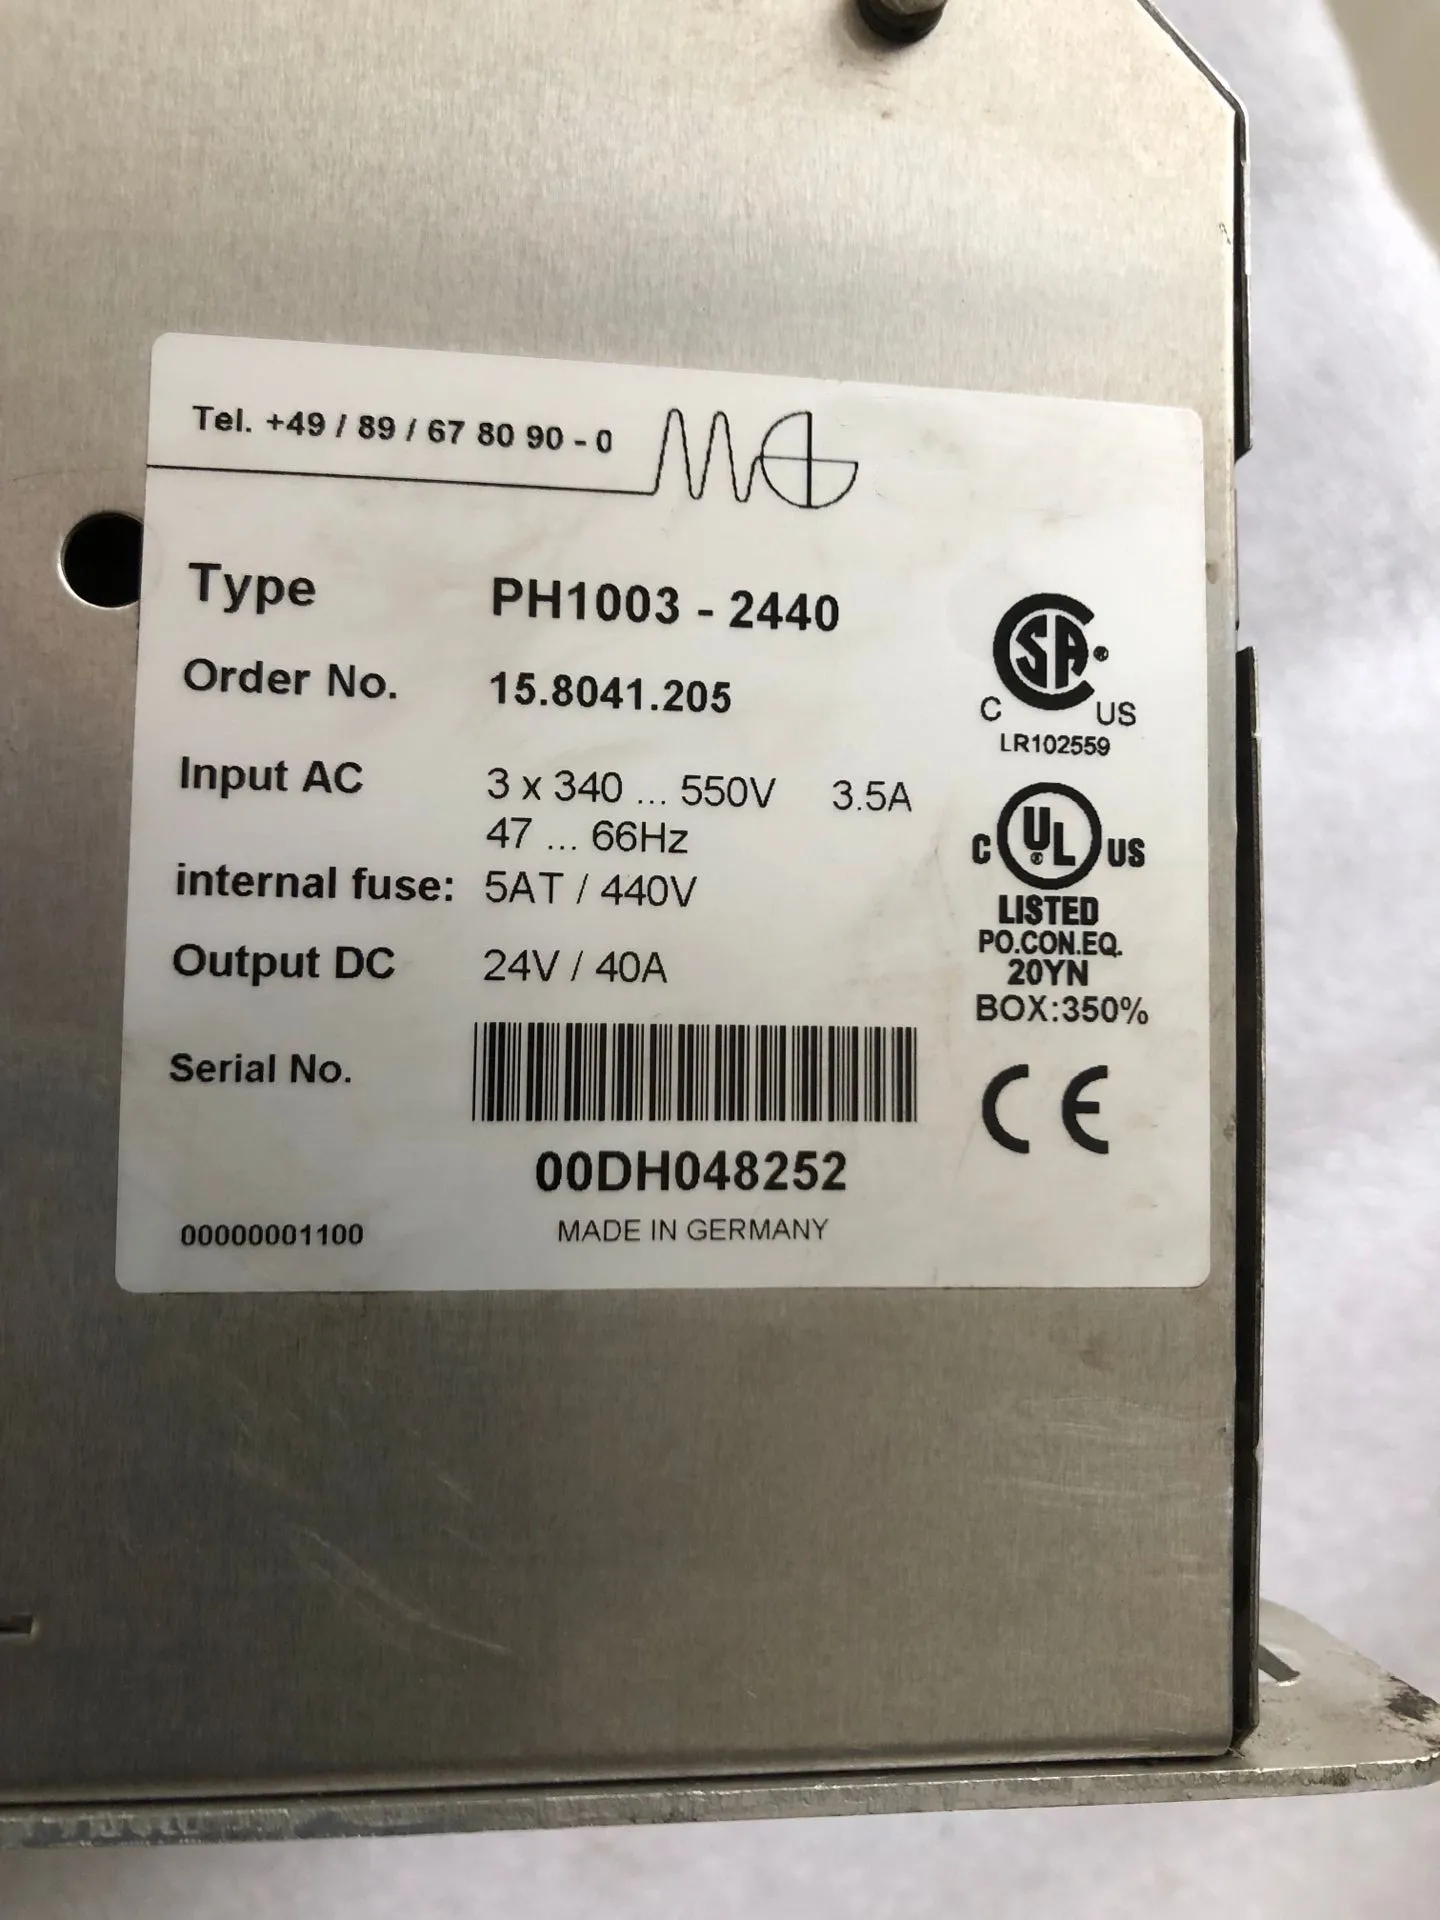 Tel. +49 / 89 / 67 80 90 - 0
MG
Type PH1003 - 2440
Order No. 15.8041.205
Input AC 3 x 340 ... 550V 3.5A
47 ... 66Hz
internal fuse: 5AT / 440V
Output DC 24V / 40A
Serial No.
00DH048252
00000001100
MADE IN GERMANY
SA®
C US
LR102559
C UL® US
LISTED
PO.CON.EQ.
20YN
BOX:350%
CE